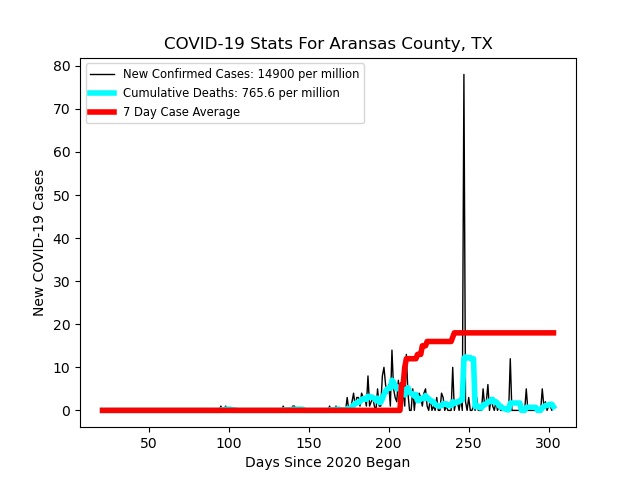 COVID-19 Stats For Aransas County, TX
New Confirmed Cases: 14900 per million
Cumulative Deaths: 765.6 per million
7 Day Case Average
New COVID-19 Cases
80
70
60
50
40
30
20
10
0
50 100 150 200 250 300
Days Since 2020 Began